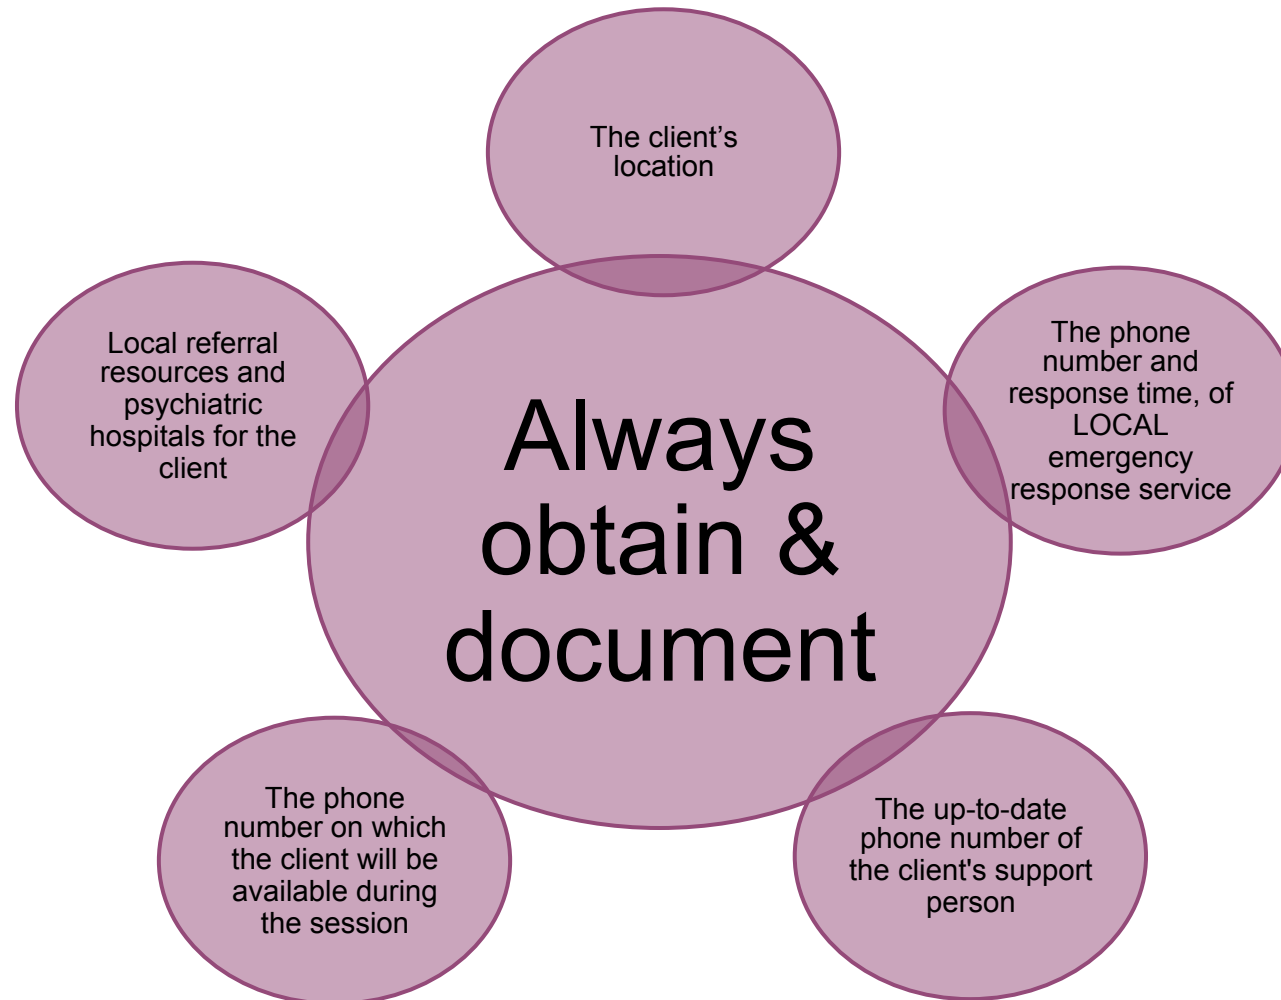 The client’s
location
Local referral
resources and
psychiatric
hospitals for the
client
The phone
number and
response time, of
LOCAL
emergency
response service
Always
obtain &
document
The phone
number on which
the client will be
available during
the session
The up-to-date
phone number of
the client's support
person